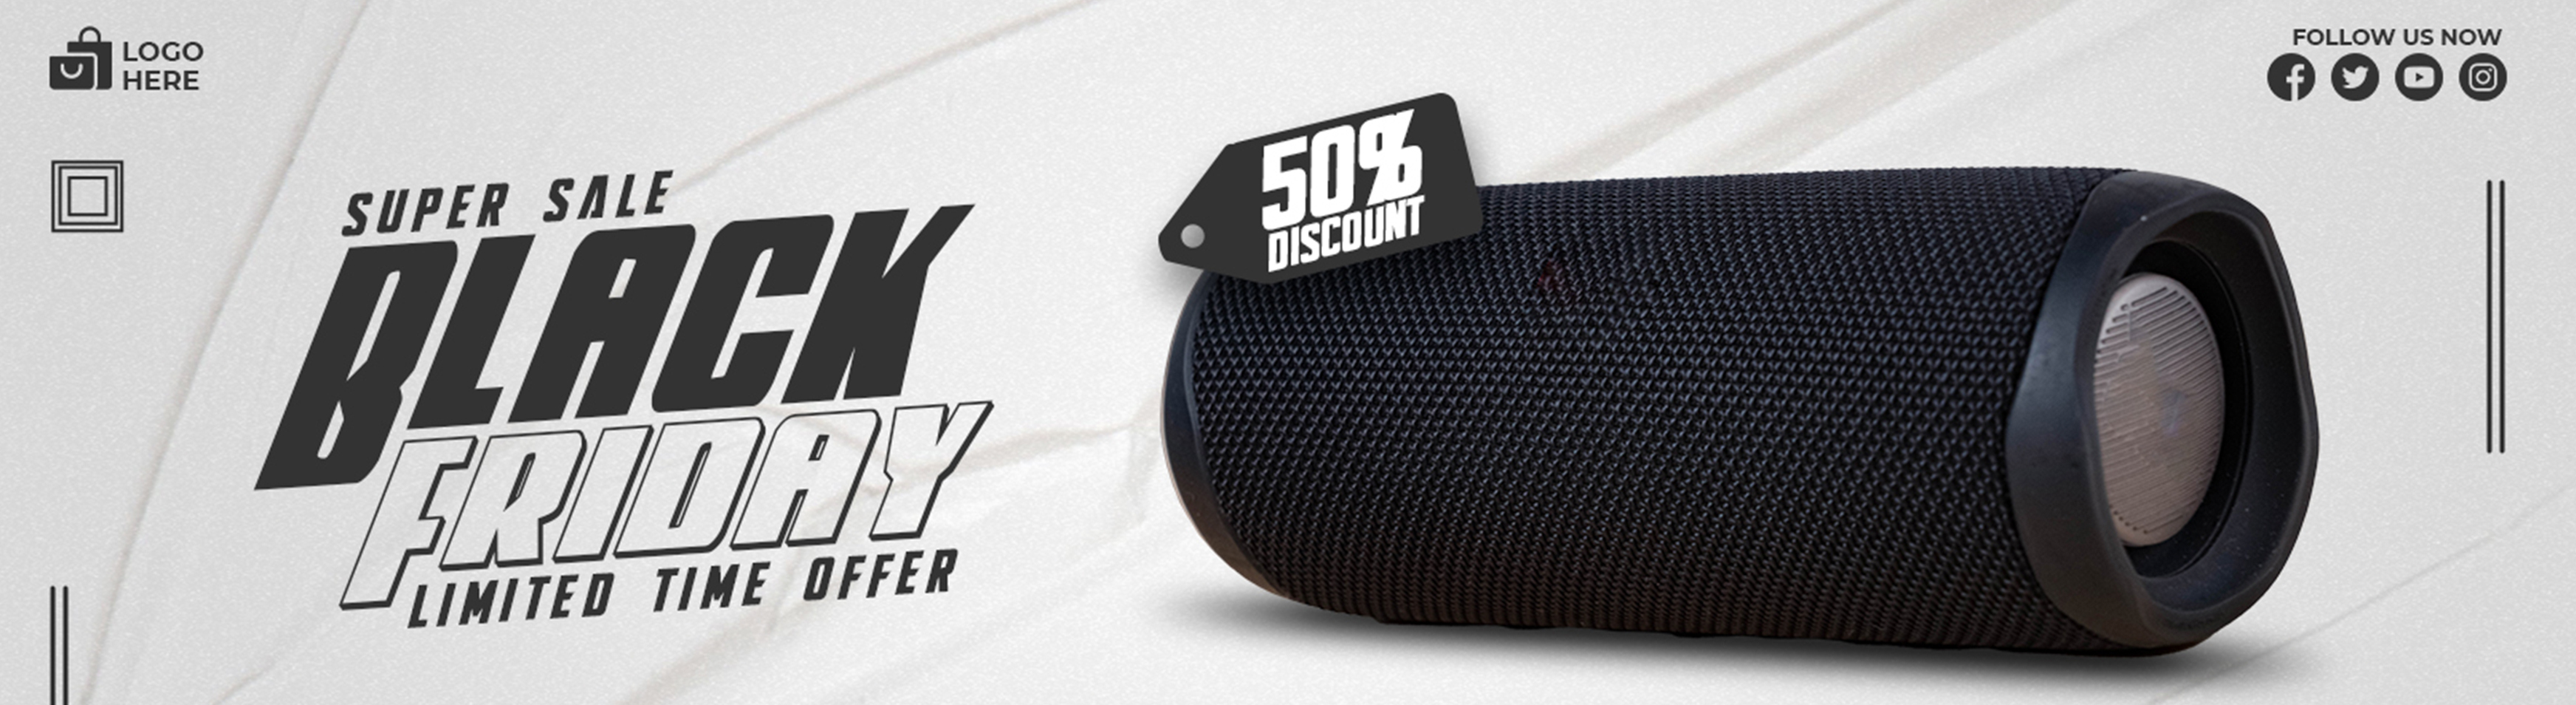 LOGO
HERE
FOLLOW US NOW
SUPER SALE
BLACK
FRIDAY
LIMITED TIME OFFER
50%
DISCOUNT